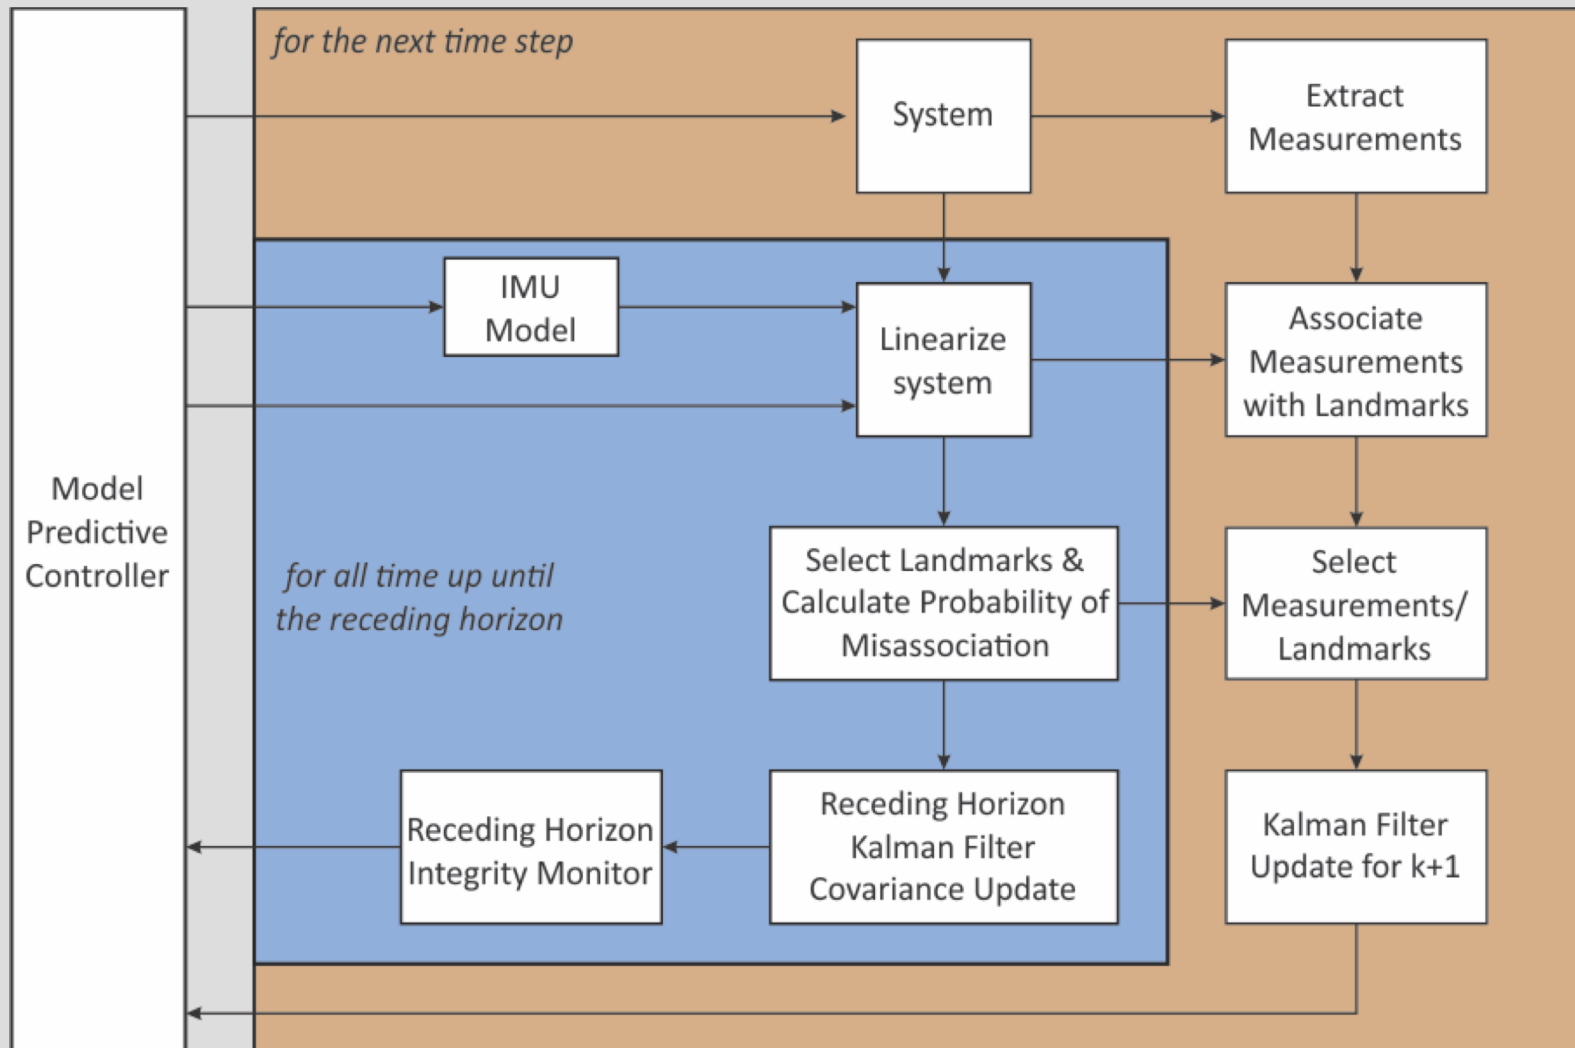 for the next time step
System
Extract
Measurements
IMU
Model
Linearize
system
Associate
Measurements
with Landmarks
Model
Predictive
Controller
for all time up until
the receding horizon
Select Landmarks &
Calculate Probability of
Misassociation
Select
Measurements/
Landmarks
Receding Horizon
Integrity Monitor
Receding Horizon
Kalman Filter
Covariance Update
Kalman Filter
Update for k+1